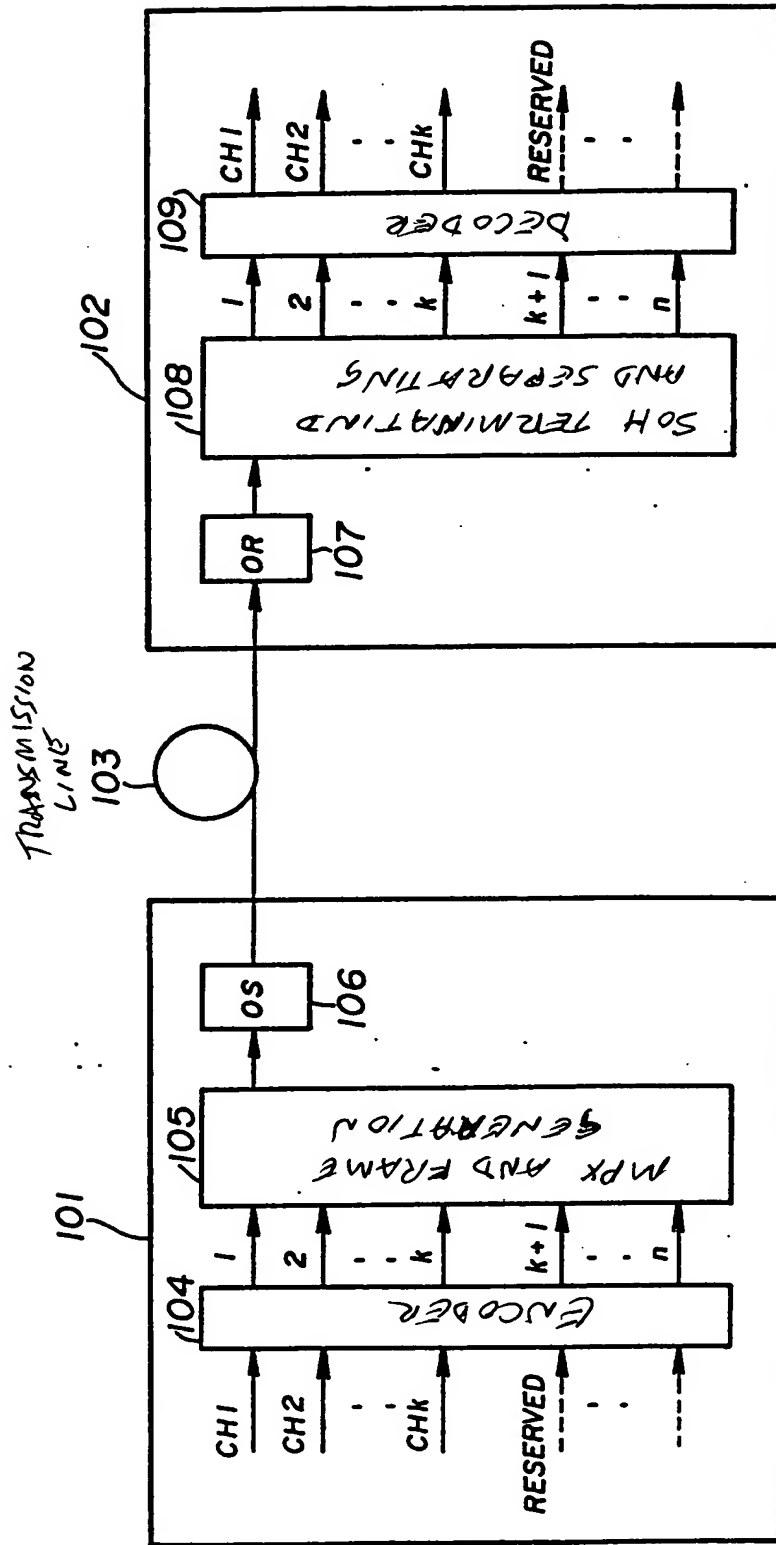 101
104
105
CH1
CH2
CHK
RESERVED
ENCODER
1
2
k
k+1
n
MPX AND FRAME
GENERATION
OS
106
TRANSMISSION
LINE
103
102
OR
107
108
SOH TERMINATIND
AND SEPARATING
1
2
k
k+1
n
109
DECODER
CH1
CH2
CHK
RESERVED